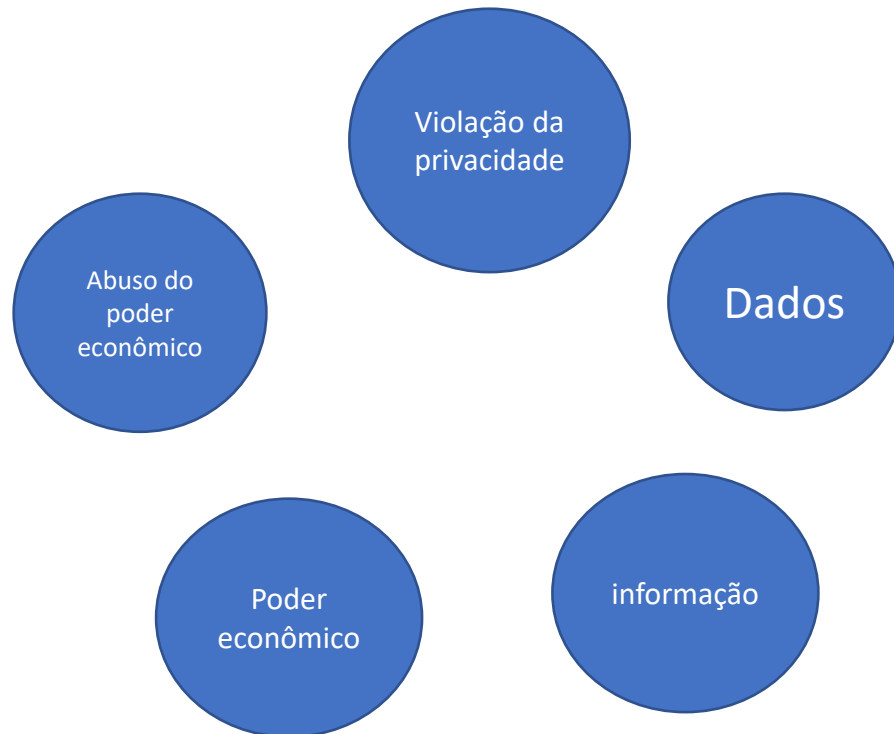 Violação da
privacidade
Abuso do
poder
econômico
Dados
Poder
econômico
informação